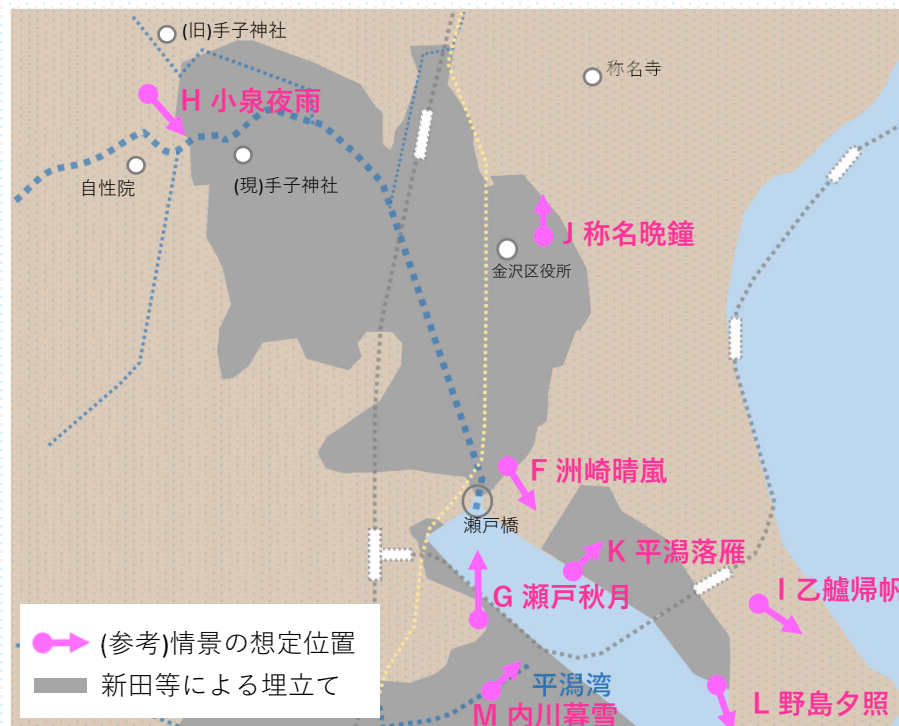 (旧)手子神社
称名寺
H 小泉夜雨
自性院
(現)手子神社
J 称名晩鐘
金沢区役所
F 洲崎晴嵐
瀬戸橋
K 平潟落雁
I 乙艫帰帆
G 瀬戸秋月
(参考)情景の想定位置
新田等による埋立て
平潟湾
M 内川暮雪
L 野島夕照